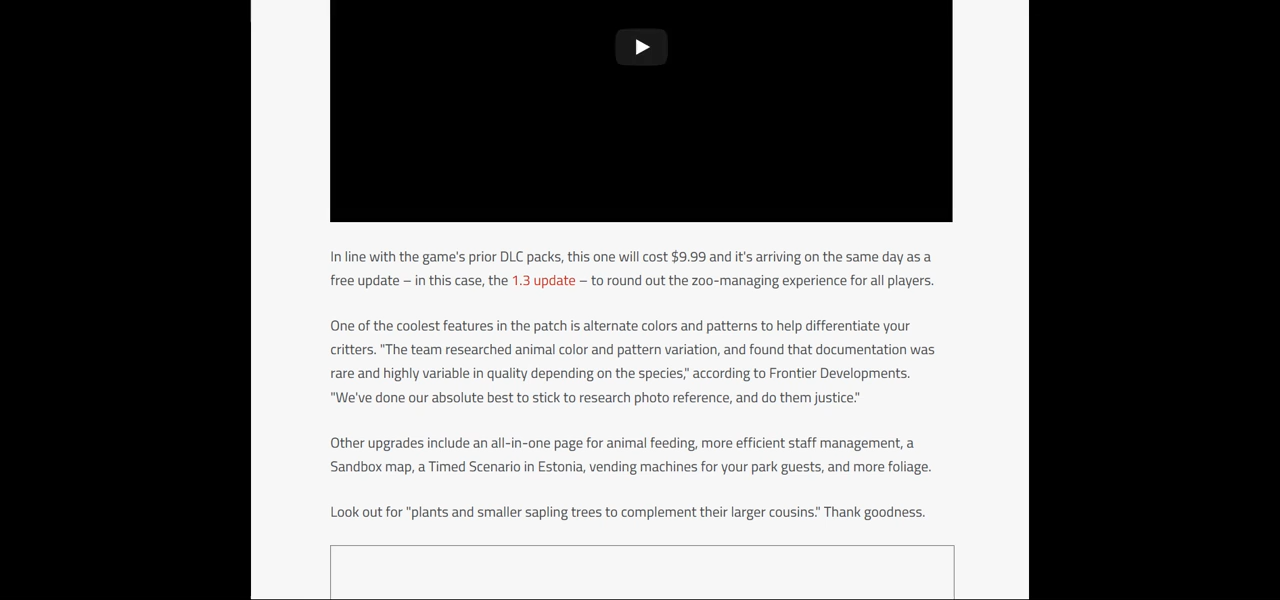 In line with the game's prior DLC packs, this one will cost $9.99 and it's arriving on the same day as a
free update – in this case, the 1.3 update – to round out the zoo-managing experience for all players.
One of the coolest features in the patch is alternate colors and patterns to help differentiate your
critters. "The team researched animal color and pattern variation, and found that documentation was
rare and highly variable in quality depending on the species," according to Frontier Developments.
"We've done our absolute best to stick to research photo reference, and do them justice."
Other upgrades include an all-in-one page for animal feeding, more efficient staff management, a
Sandbox map, a Timed Scenario in Estonia, vending machines for your park guests, and more foliage.
Look out for "plants and smaller sapling trees to complement their larger cousins." Thank goodness.